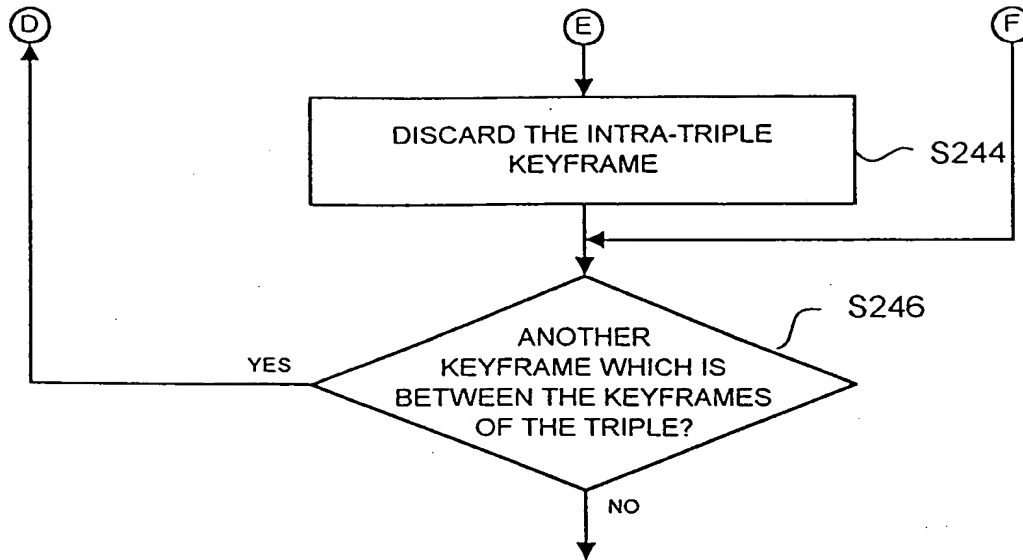 D
E
F
DISCARD THE INTRA-TRIPLE
KEYFRAME
S244
S246
ANOTHER
KEYFRAME WHICH IS
BETWEEN THE KEYFRAMES
OF THE TRIPLE?
YES
NO